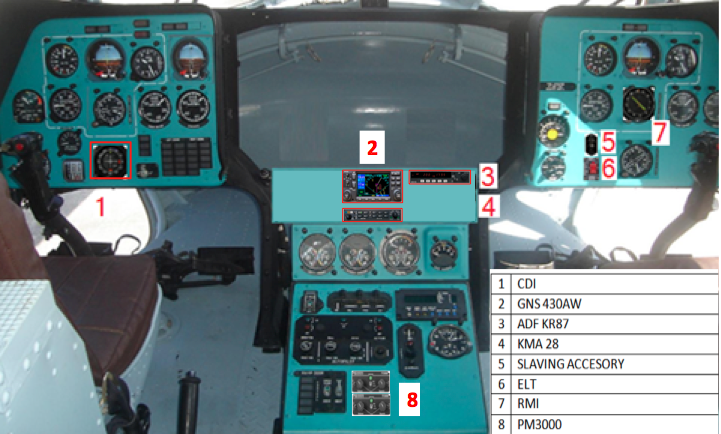 2
3
4
5
6
7
1
8
1 CDI
2 GNS 430AW
3 ADF KR87
4 KMA 28
5 SLAVING ACCESORY
6 ELT
7 RMI
8 PM3000